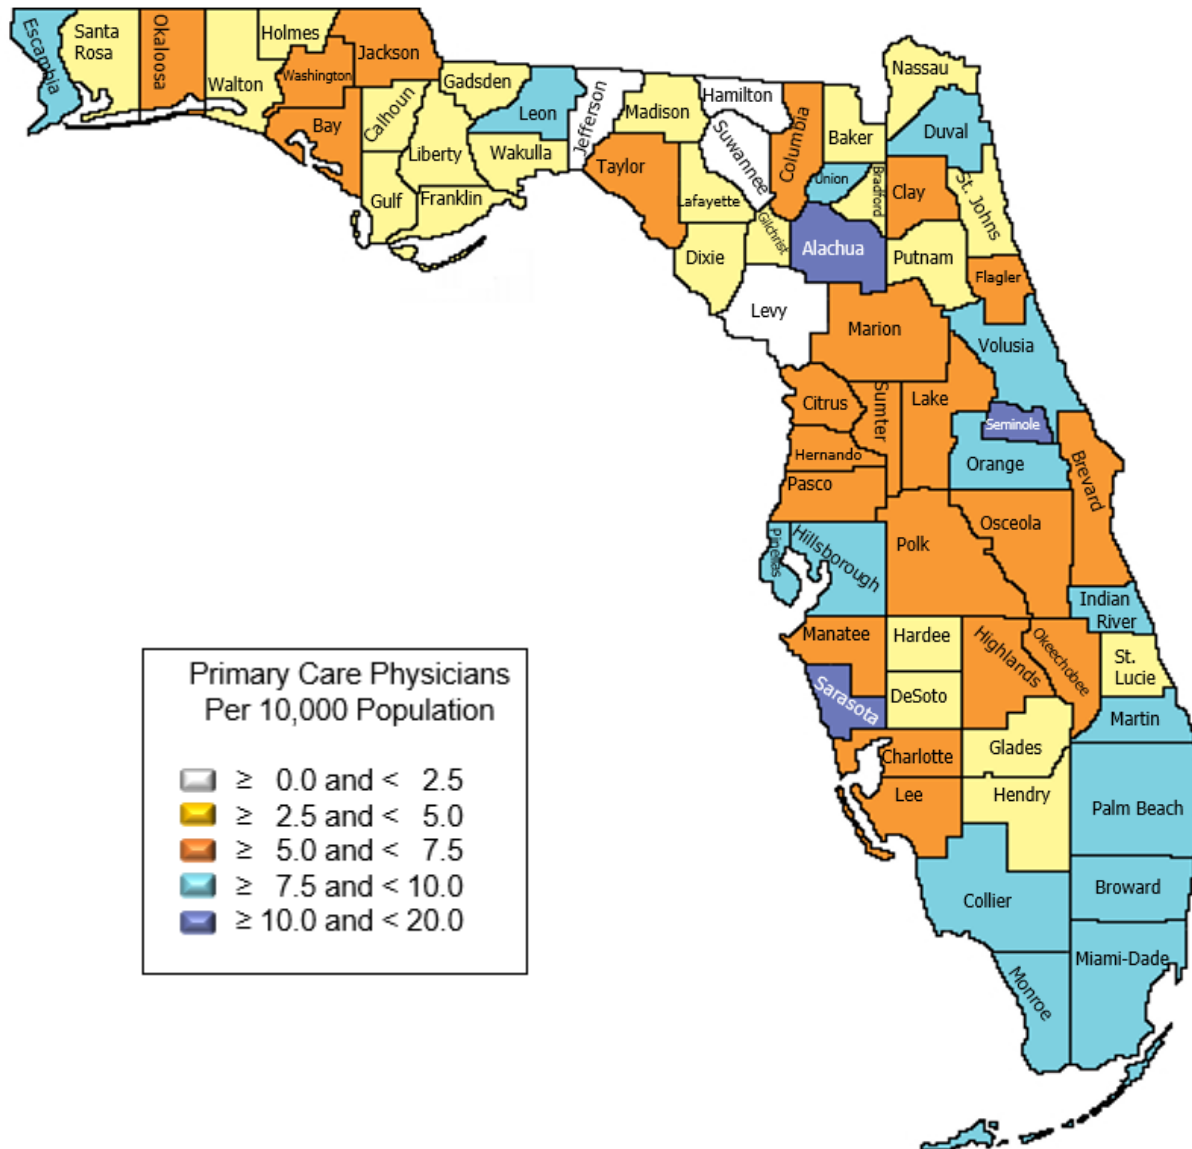 Escambia
Santa
Rosa
Okaloosa
Walton
Holmes
Washington
Jackson
Bay
Calhoun
Gulf
Gadsden
Liberty
Franklin
Leon
Wakulla
Jefferson
Madison
Taylor
Hamilton
Suwannee
Lafayette
Dixie
Columbia
Gilchrist
Levy
Baker
Union
Bradford
Alachua
Nassau
Duval
Clay
St. Johns
Putnam
Flagler
Marion
Volusia
Citrus
Sumter
Lake
Seminole
Hernando
Orange
Brevard
Pasco
Pinellas
Hillsborough
Polk
Osceola
Indian
River
Manatee
Hardee
Highlands
Okeechobee
St.
Lucie
Sarasota
DeSoto
Martin
Charlotte
Glades
Lee
Hendry
Palm Beach
Collier
Broward
Monroe
Miami-Dade
Primary Care Physicians
Per 10,000 Population
≥ 0.0 and < 2.5
≥ 2.5 and < 5.0
≥ 5.0 and < 7.5
≥ 7.5 and < 10.0
≥ 10.0 and < 20.0